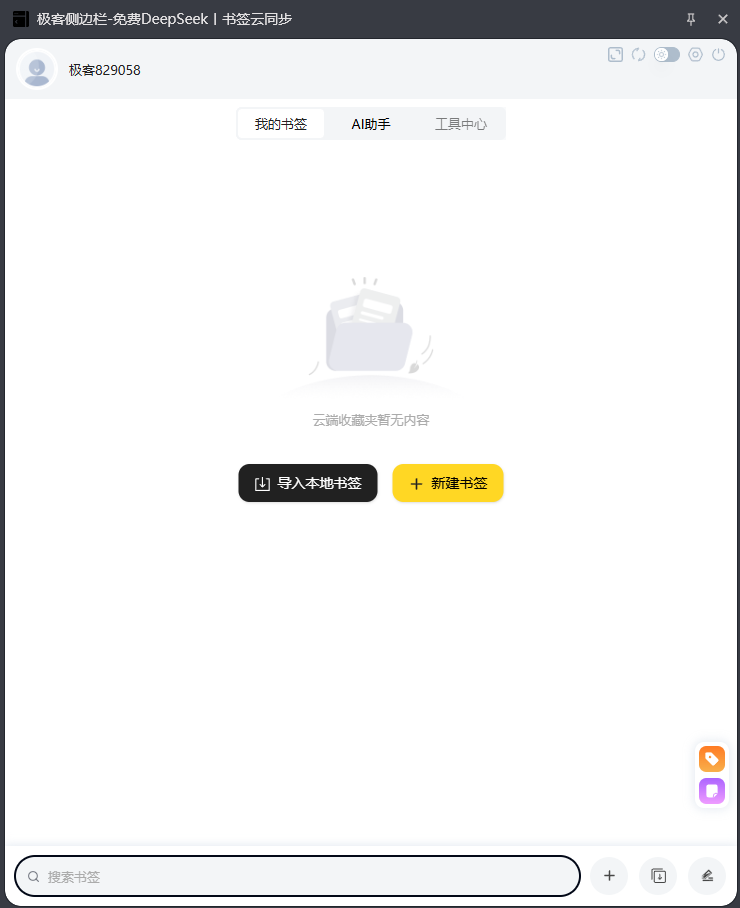 极客侧边栏-免费DeepSeek丨书签云同步
极客829058
我的书签 AI助手 工具中心
云端收藏夹暂无内容
导入本地书签 新建书签
搜索书签